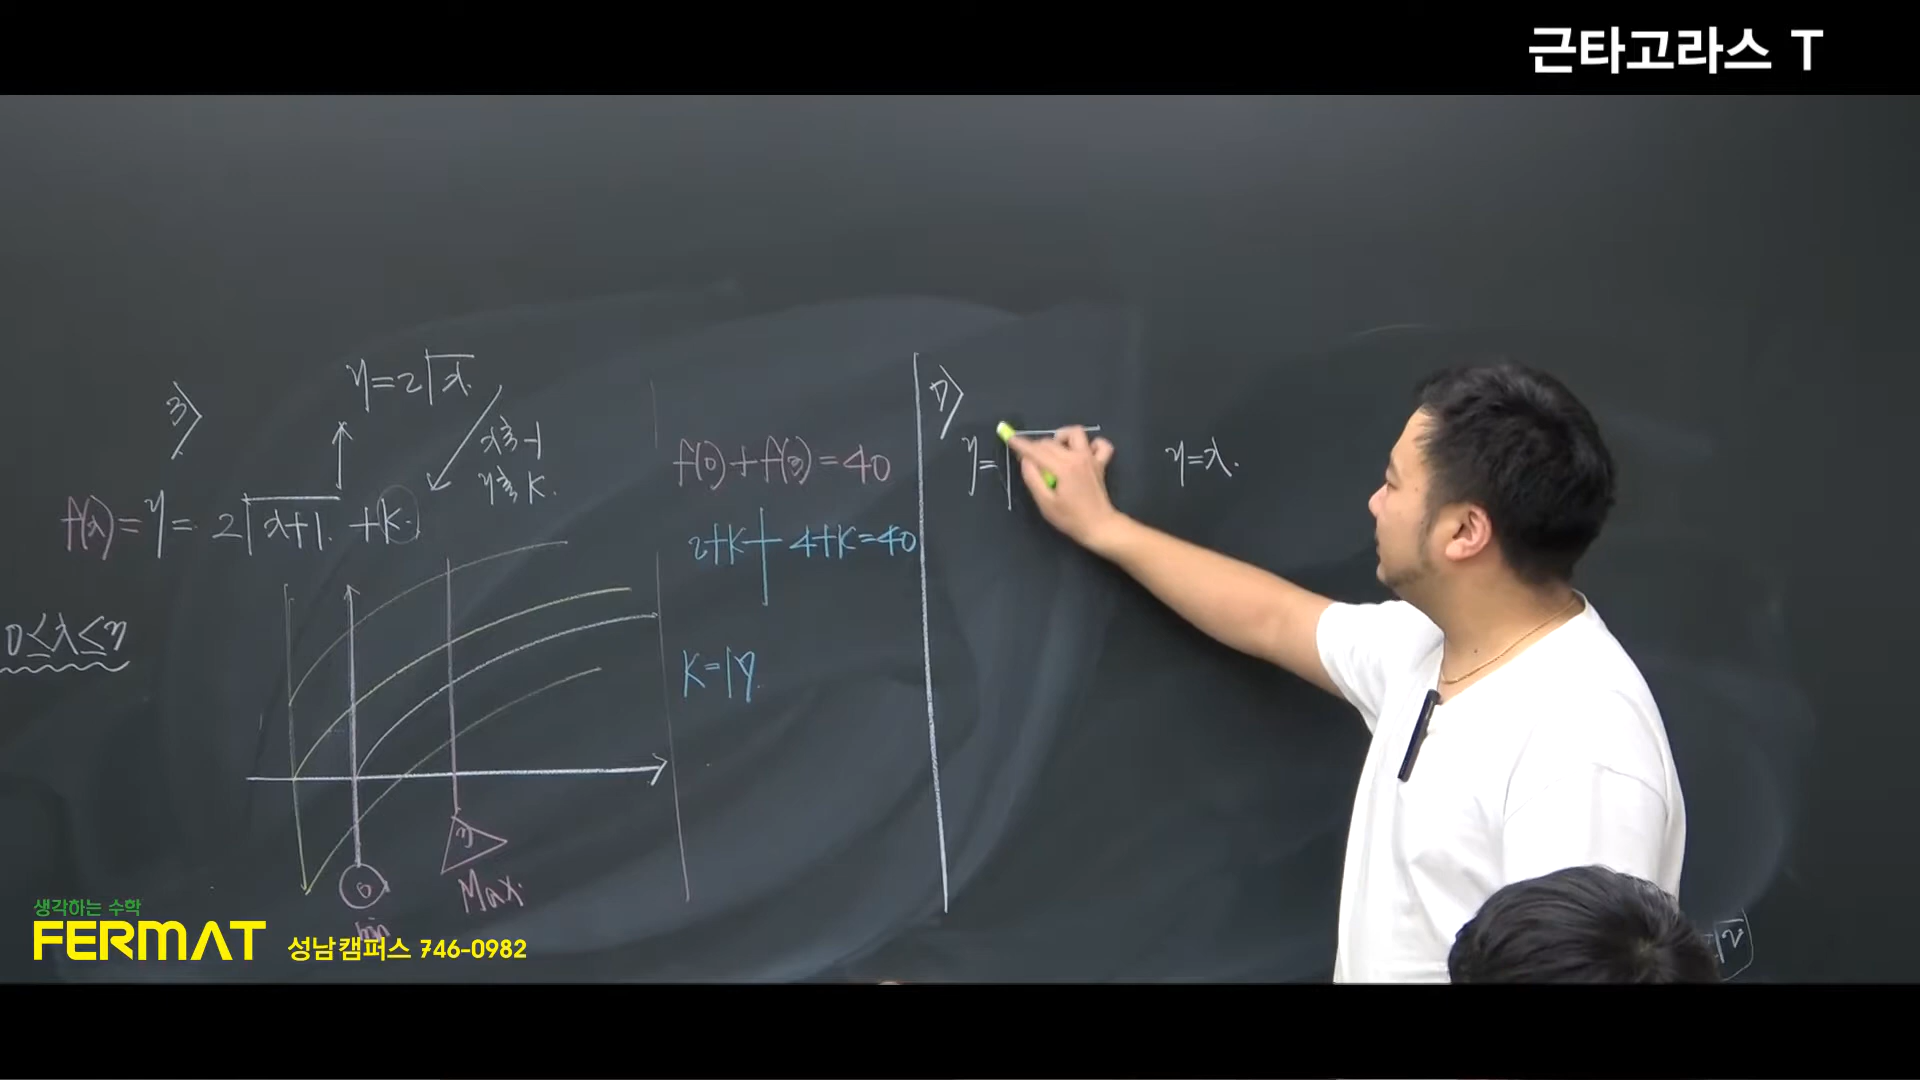 근타고라스 T
3>
y=2√x
x축 -1
y축 K.
f(x)=y=2√x+1 +K.
0≤x≤3
0
min
3
Max.
f(0)+f(3)=40
2+K+4+K=40
K=17.
7>
y=√
y=x.
생각하는 수학
FERMAT 성남캠퍼스 746-0982